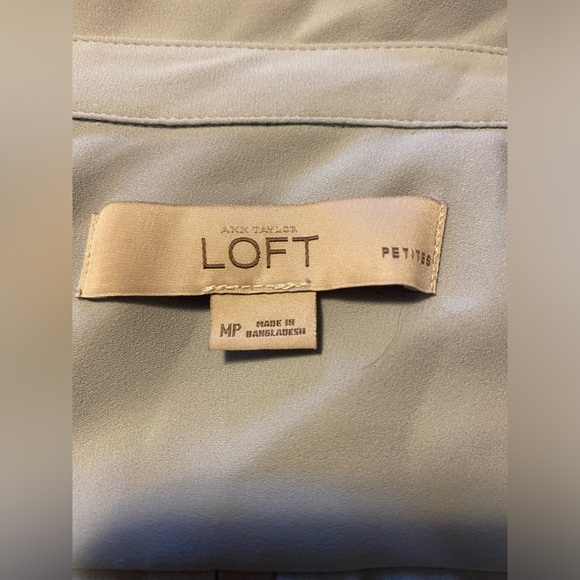 ANN TAYLOR
LOFT
PETITES
MP
MADE IN
BANGLADESH